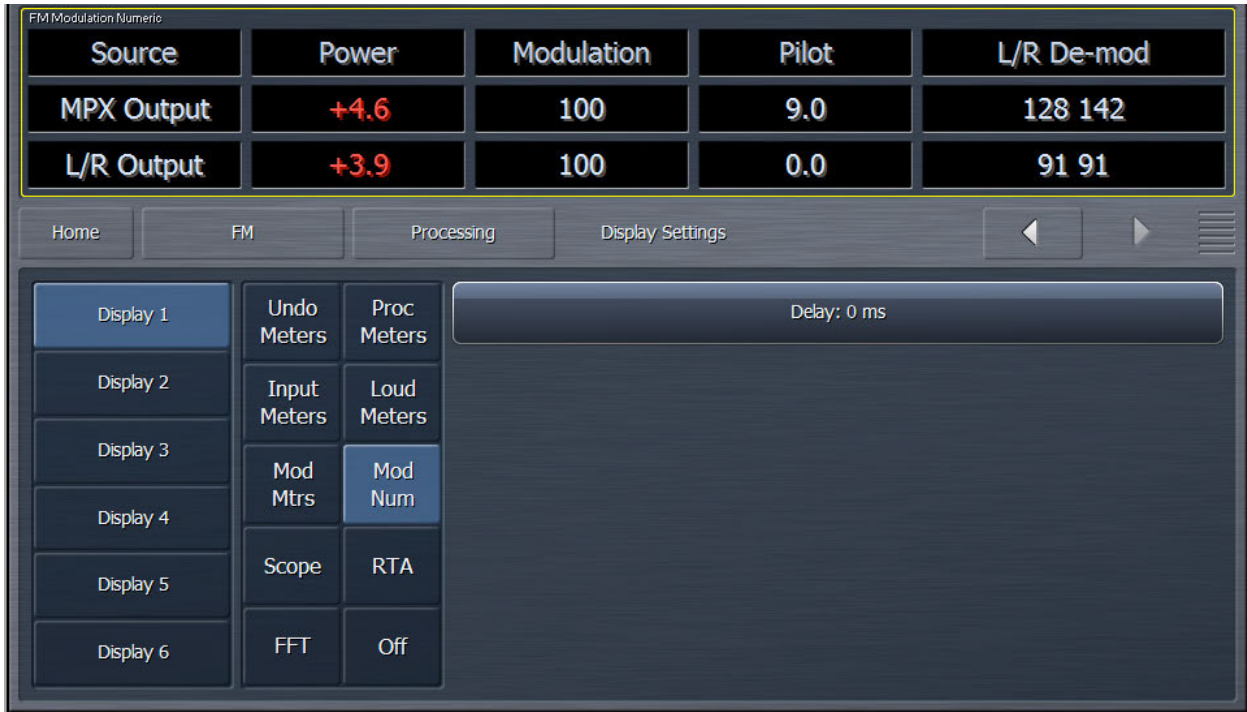 FM Modulation Numeric
Source Power Modulation Pilot L/R De-mod
MPX Output +4.6 100 9.0 128 142
L/R Output +3.9 100 0.0 91 91
Home FM Processing Display Settings
Display 1
Display 2
Display 3
Display 4
Display 5
Display 6
Undo
Meters
Proc
Meters
Input
Meters
Loud
Meters
Mod
Mtrs
Mod
Num
Scope
RTA
FFT
Off
Delay: 0 ms